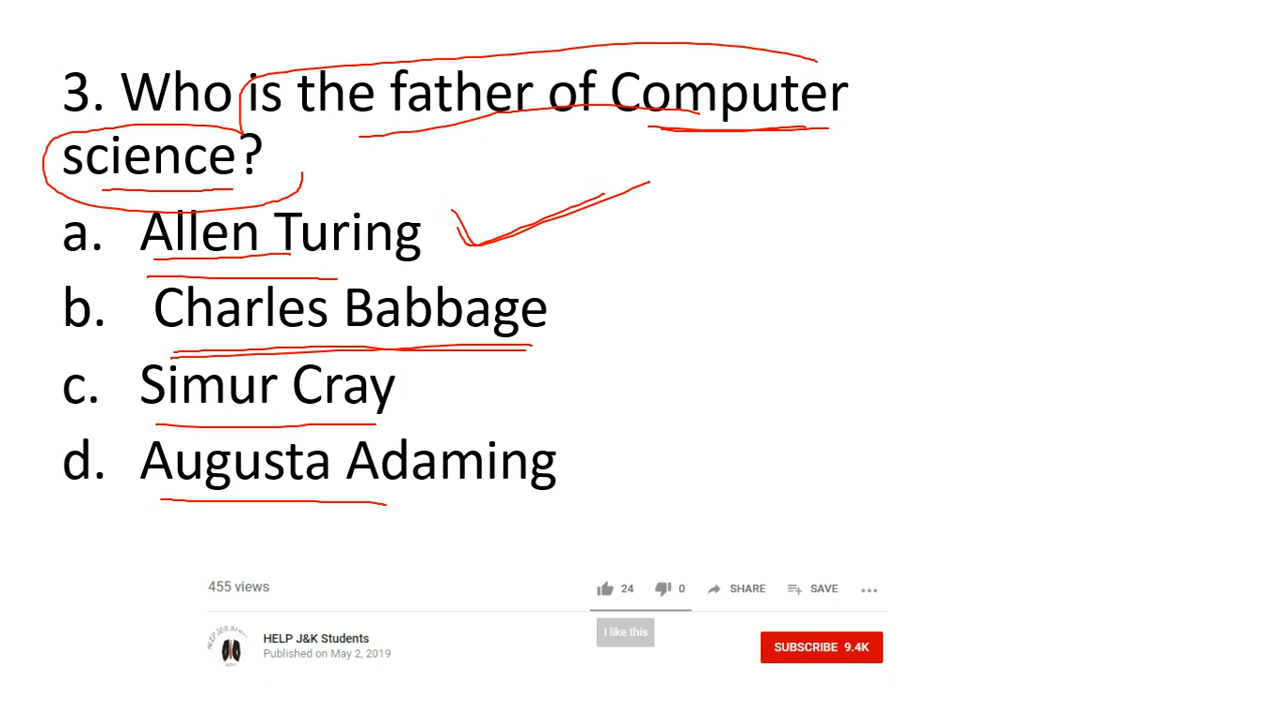 3. Who is the father of Computer
science?
a. Allen Turing
b. Charles Babbage
c. Simur Cray
d. Augusta Adaming
455 views
24 0 SHARE SAVE
I like this
HELP J&K Students
Published on May 2, 2019
SUBSCRIBE 9.4K